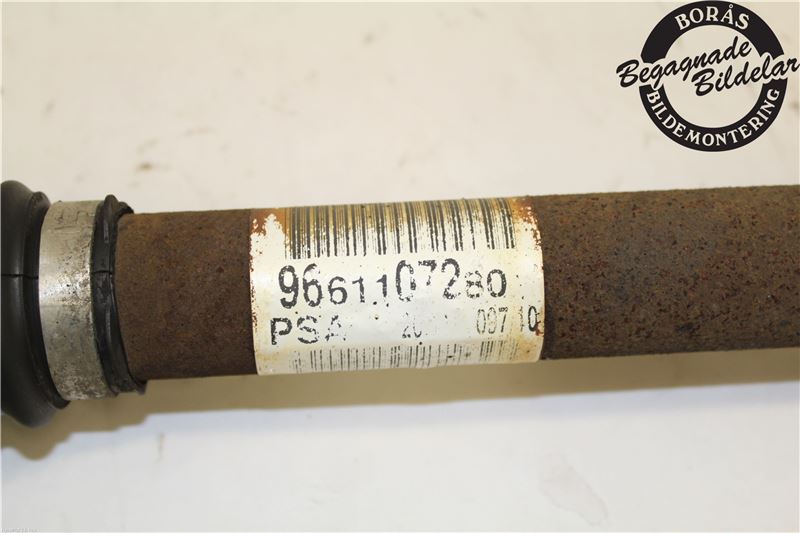 BORÅS
Begagnade
Bildelar
BILDEMONTERING
9661107280
PSA